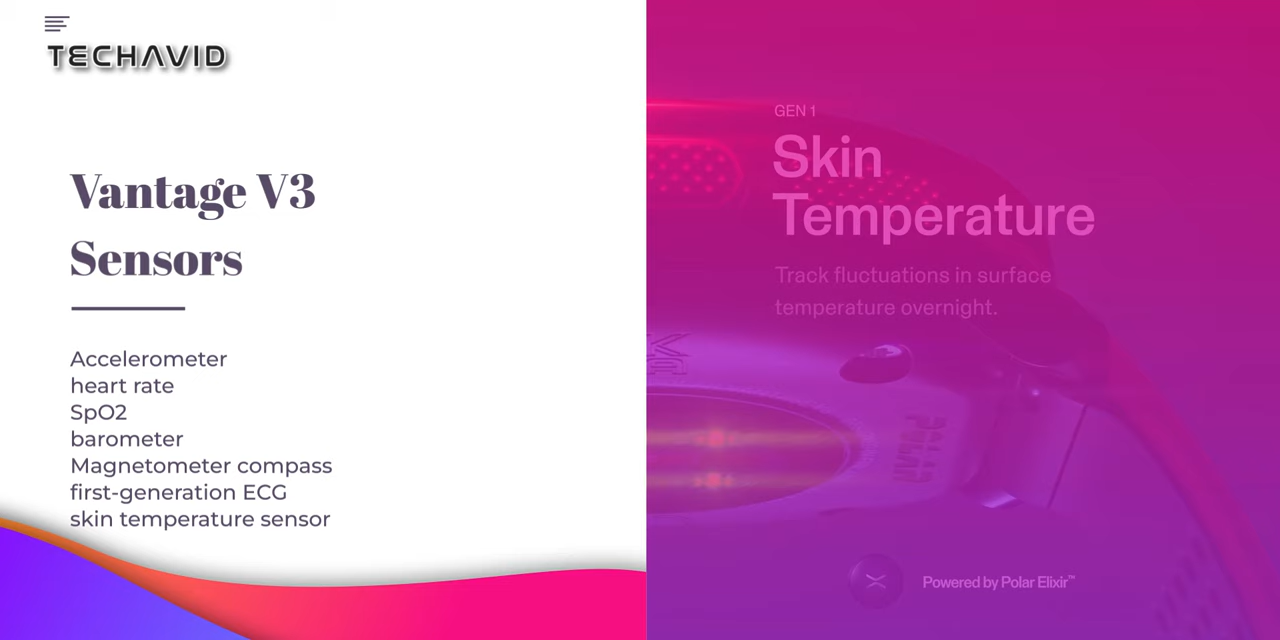 TECHAVID
Vantage V3
Sensors
Accelerometer
heart rate
SpO2
barometer
Magnetometer compass
first-generation ECG
skin temperature sensor
GEN 1
Skin
Temperature
Track fluctuations in surface
temperature overnight.
POLAR
Powered by Polar Elixir™